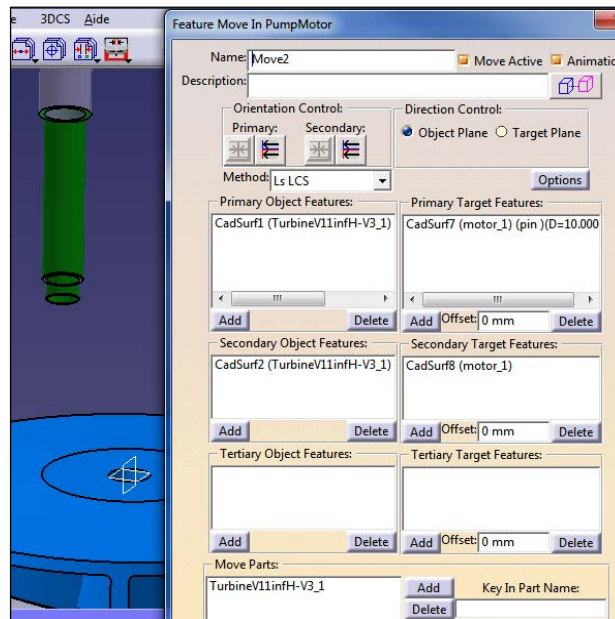 e 3DCS Aide
Feature Move In PumpMotor
Name: Move2 Move Active Animatio
Description:
Orientation Control: Direction Control:
Primary: Secondary: Object Plane Target Plane
Method: Ls LCS Options
Primary Object Features: Primary Target Features:
CadSurf1 (TurbineV11infH-V3_1) CadSurf7 (motor_1) (pin )(D=10.000
Add Delete Add Offset: 0 mm Delete
Secondary Object Features: Secondary Target Features:
CadSurf2 (TurbineV11infH-V3_1) CadSurf8 (motor_1)
Add Delete Add Offset: 0 mm Delete
Tertiary Object Features: Tertiary Target Features:
Add Delete Add Offset: 0 mm Delete
Move Parts:
TurbineV11infH-V3_1 Add Key In Part Name:
Delete